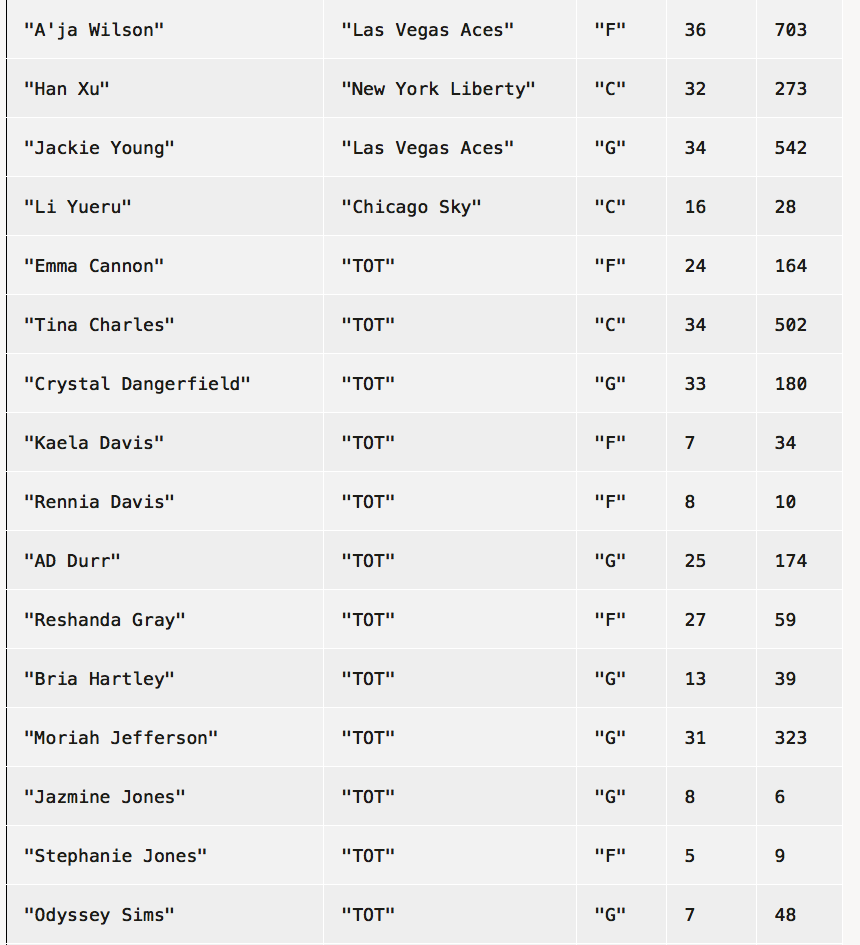 "A'ja Wilson" "Las Vegas Aces" "F" 36 703
"Han Xu" "New York Liberty" "C" 32 273
"Jackie Young" "Las Vegas Aces" "G" 34 542
"Li Yueru" "Chicago Sky" "C" 16 28
"Emma Cannon" "TOT" "F" 24 164
"Tina Charles" "TOT" "C" 34 502
"Crystal Dangerfield" "TOT" "G" 33 180
"Kaela Davis" "TOT" "F" 7 34
"Rennia Davis" "TOT" "F" 8 10
"AD Durr" "TOT" "G" 25 174
"Reshanda Gray" "TOT" "F" 27 59
"Bria Hartley" "TOT" "G" 13 39
"Moriah Jefferson" "TOT" "G" 31 323
"Jazmine Jones" "TOT" "G" 8 6
"Stephanie Jones" "TOT" "F" 5 9
"Odyssey Sims" "TOT" "G" 7 48